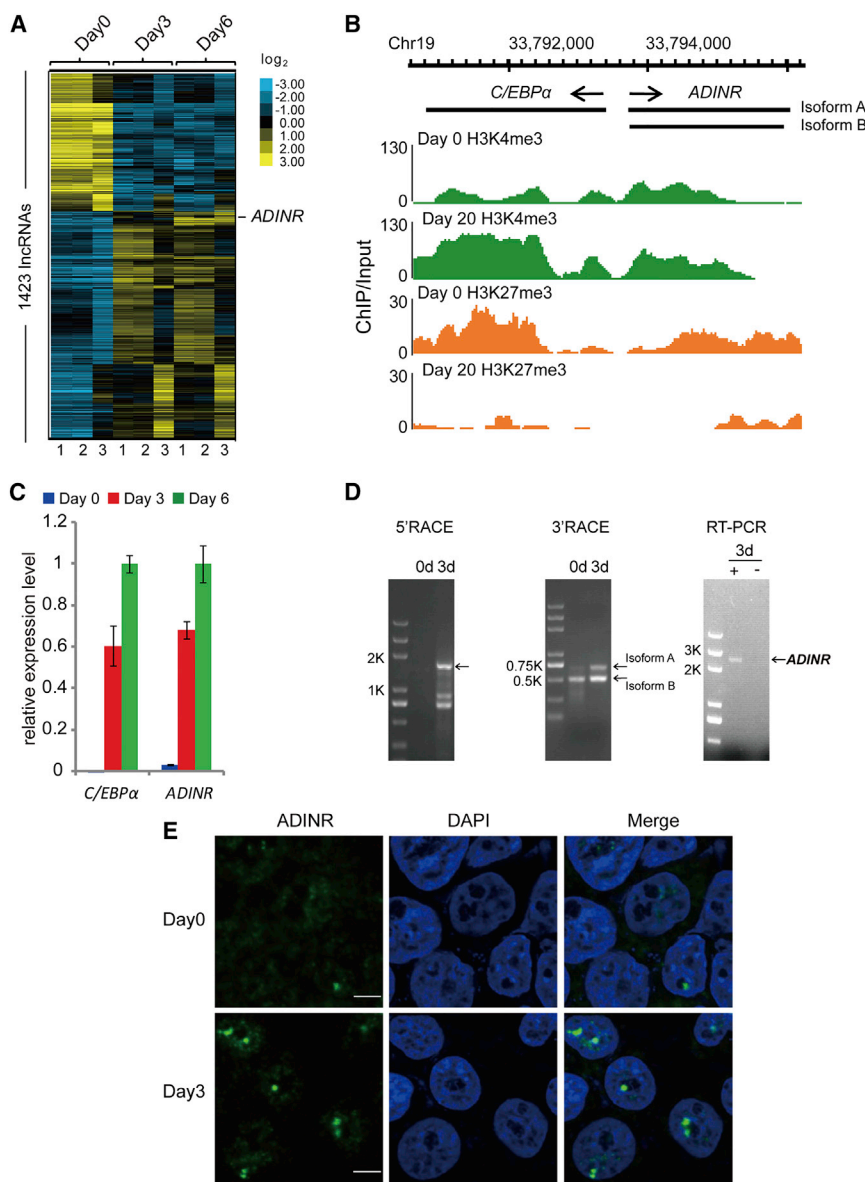 A
Day0 Day3 Day6
log2
-3.00
-2.00
-1.00
0.00
1.00
2.00
3.00
1423 lncRNAs
ADINR
1 2 3 1 2 3 1 2 3
B
Chr19 33,792,000 33,794,000
C/EBPα ADINR
Isoform A
Isoform B
ChIP/Input
Day 0 H3K4me3
130
0
Day 20 H3K4me3
130
0
Day 0 H3K27me3
30
0
Day 20 H3K27me3
30
0
C
Day 0 Day 3 Day 6
relative expression level
1.2
1
0.8
0.6
0.4
0.2
0
C/EBPα ADINR
D
5'RACE
0d 3d
2K
1K
3'RACE
0d 3d
0.75K
0.5K
Isoform A
Isoform B
RT-PCR
3d
+ -
3K
2K
ADINR
E
ADINR DAPI Merge
Day0
Day3